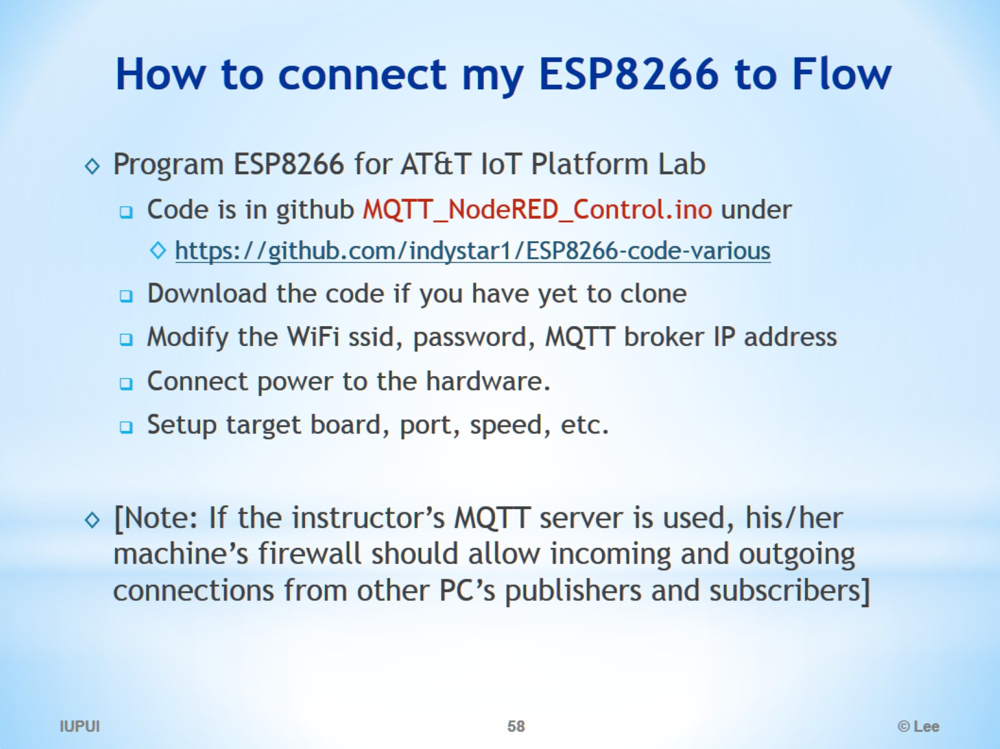 How to connect my ESP8266 to Flow
Program ESP8266 for AT&T IoT Platform Lab
Code is in github MQTT_NodeRED_Control.ino under
https://github.com/indystar1/ESP8266-code-various
Download the code if you have yet to clone
Modify the WiFi ssid, password, MQTT broker IP address
Connect power to the hardware.
Setup target board, port, speed, etc.
[Note: If the instructor’s MQTT server is used, his/her
machine’s firewall should allow incoming and outgoing
connections from other PC’s publishers and subscribers]
IUPUI
58
© Lee